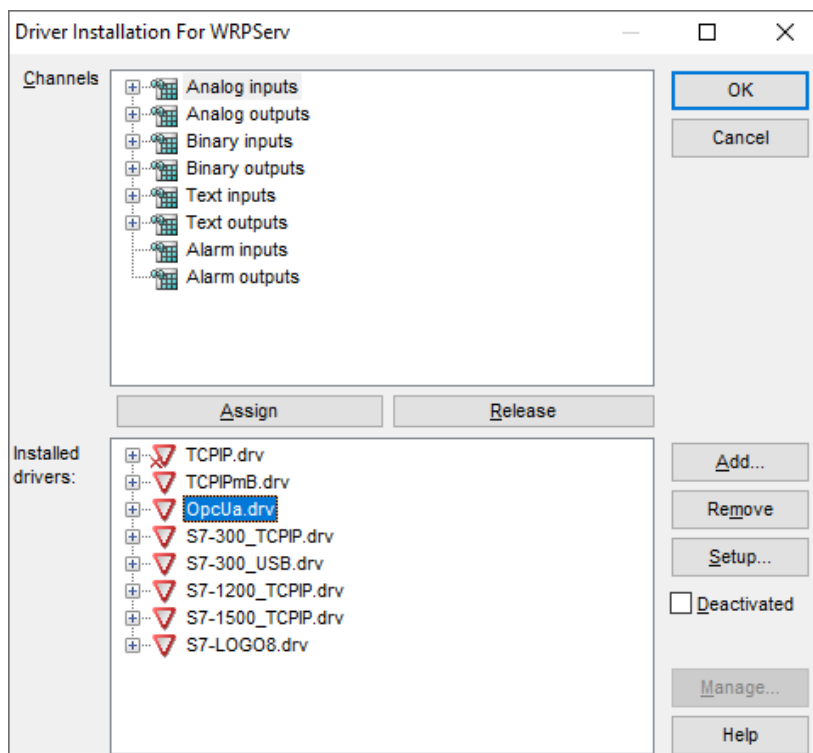 Driver Installation For WRPServ
Channels
Analog inputs
Analog outputs
Binary inputs
Binary outputs
Text inputs
Text outputs
Alarm inputs
Alarm outputs
OK
Cancel
Assign
Release
Installed
drivers:
TCPIP.drv
TCPIPmB.drv
OpcUa.drv
S7-300_TCPIP.drv
S7-300_USB.drv
S7-1200_TCPIP.drv
S7-1500_TCPIP.drv
S7-LOGO8.drv
Add...
Remove
Setup...
Deactivated
Manage...
Help